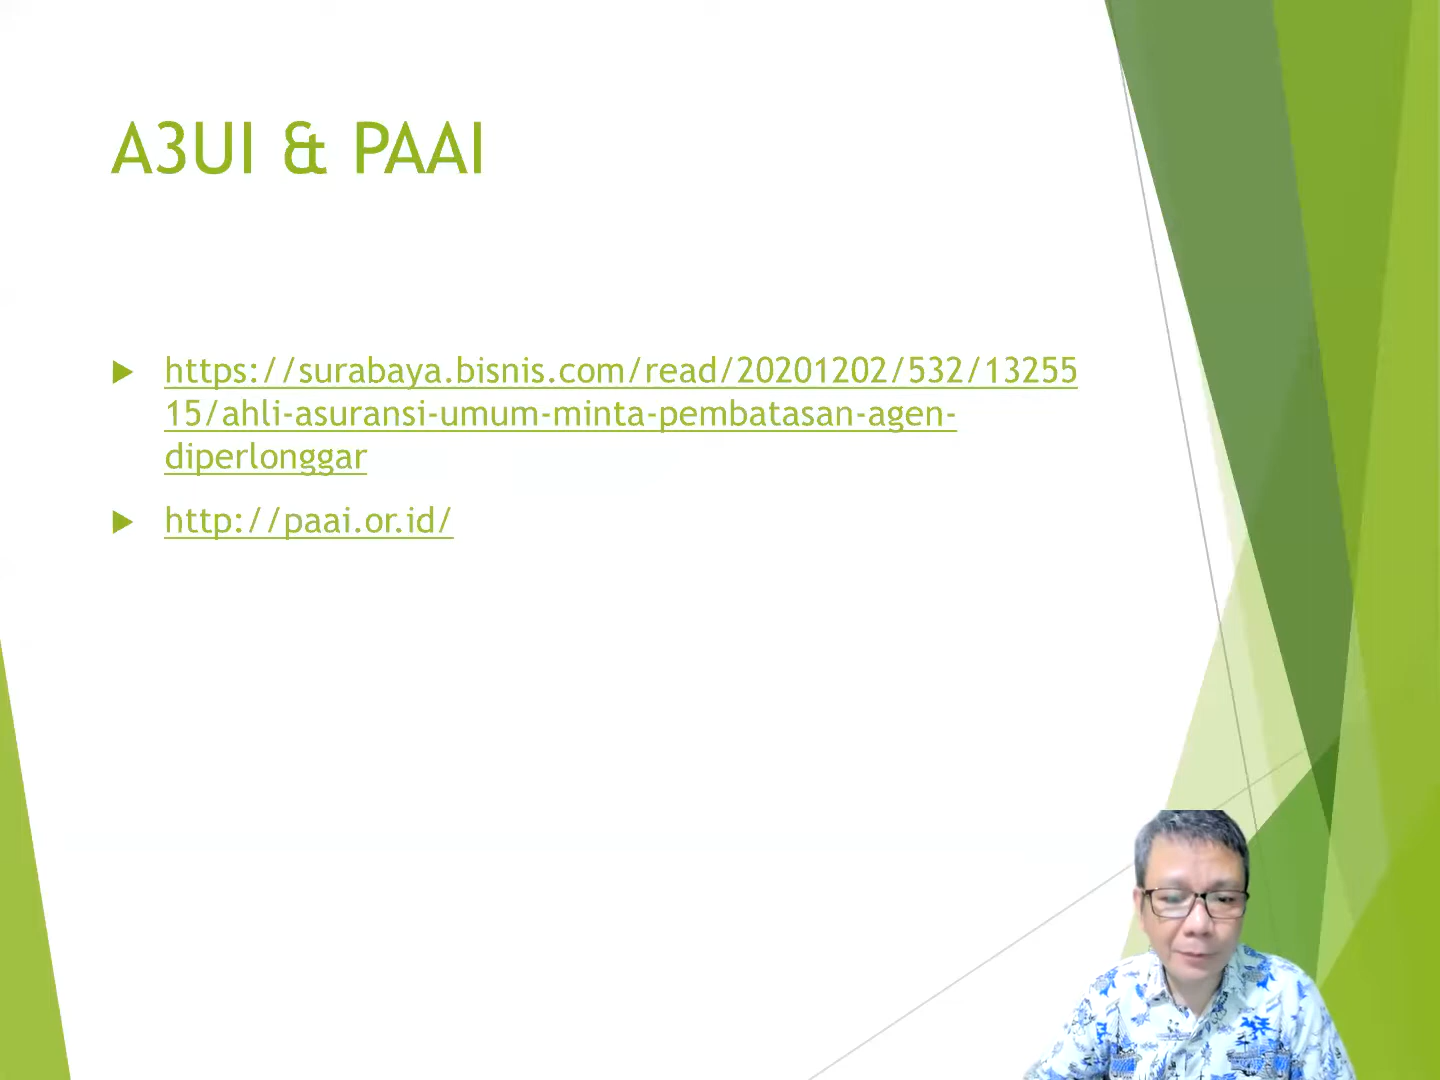 A3UI & PAAI
https://surabaya.bisnis.com/read/20201202/532/13255
15/ahli-asuransi-umum-minta-pembatasan-agen-
diperlonggar
http://paai.or.id/